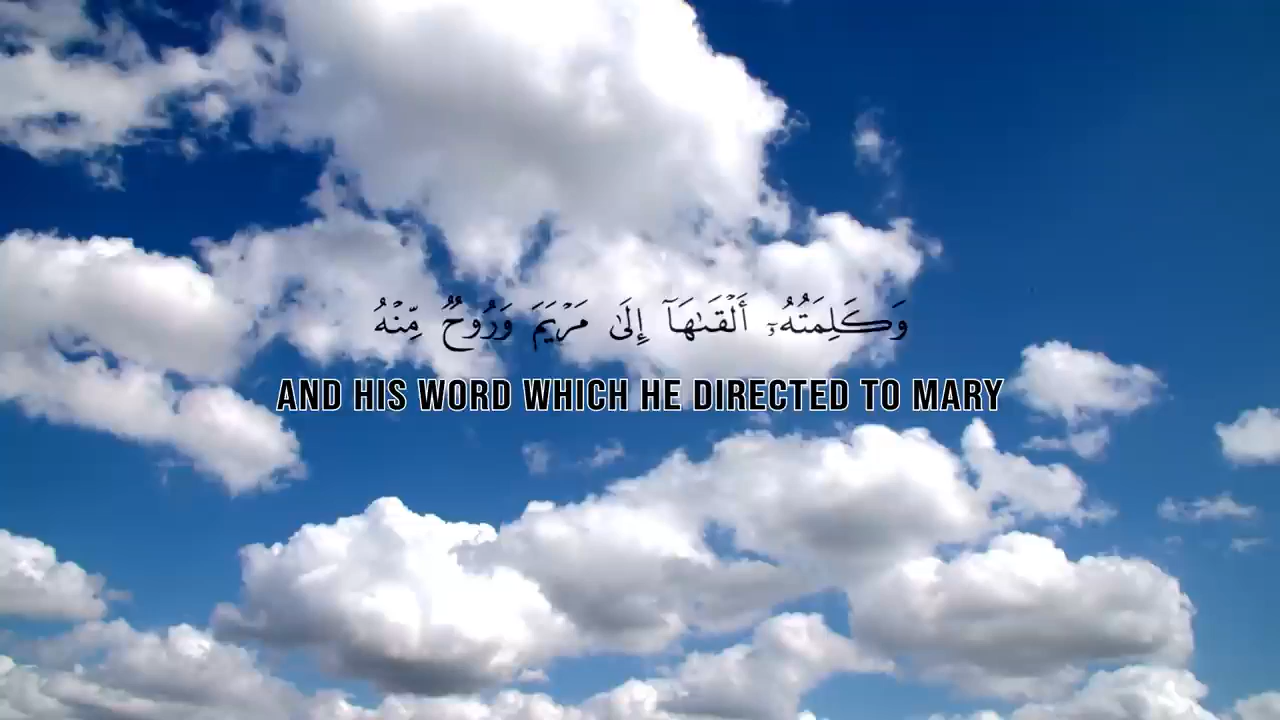 وَكَلِمَتُهُۥٓ أَلْقَىٰهَآ إِلَىٰ مَرْيَمَ وَرُوحٌ مِّنْهُ
AND HIS WORD WHICH HE DIRECTED TO MARY